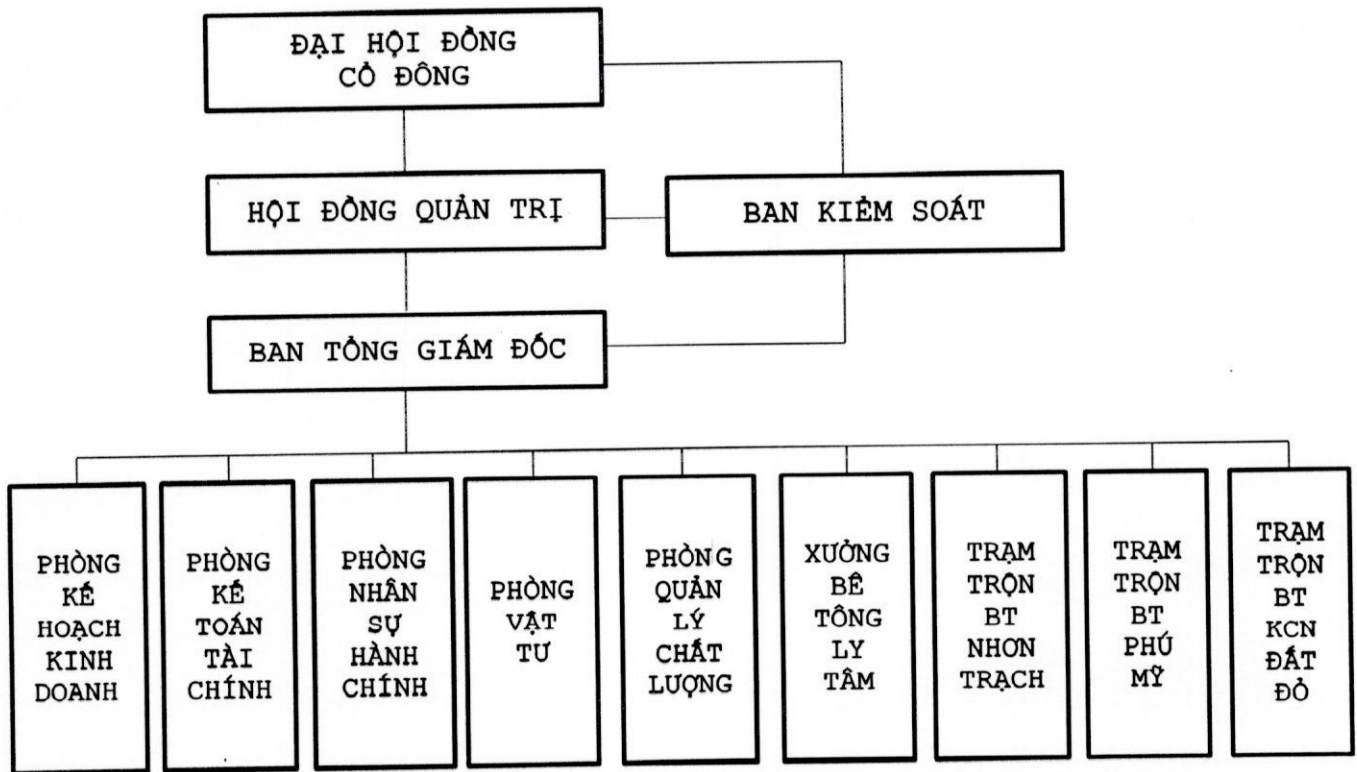 ĐẠI HỘI ĐỒNG
CỔ ĐÔNG
HỘI ĐỒNG QUẢN TRỊ
BAN KIỂM SOÁT
BAN TỔNG GIÁM ĐỐC
PHÒNG
KẾ
HOẠCH
KINH
DOANH
PHÒNG
KẾ
TOÁN
TÀI
CHÍNH
PHÒNG
NHÂN
SỰ
HÀNH
CHÍNH
PHÒNG
VẬT
TƯ
PHÒNG
QUẢN
LÝ
CHẤT
LƯỢNG
XƯỞNG
BÊ
TÔNG
LY
TÂM
TRẠM
TRỘN
BT
NHƠN
TRẠCH
TRẠM
TRỘN
BT
PHÚ
MỸ
TRẠM
TRỘN
BT
KCN
ĐẤT
ĐỎ